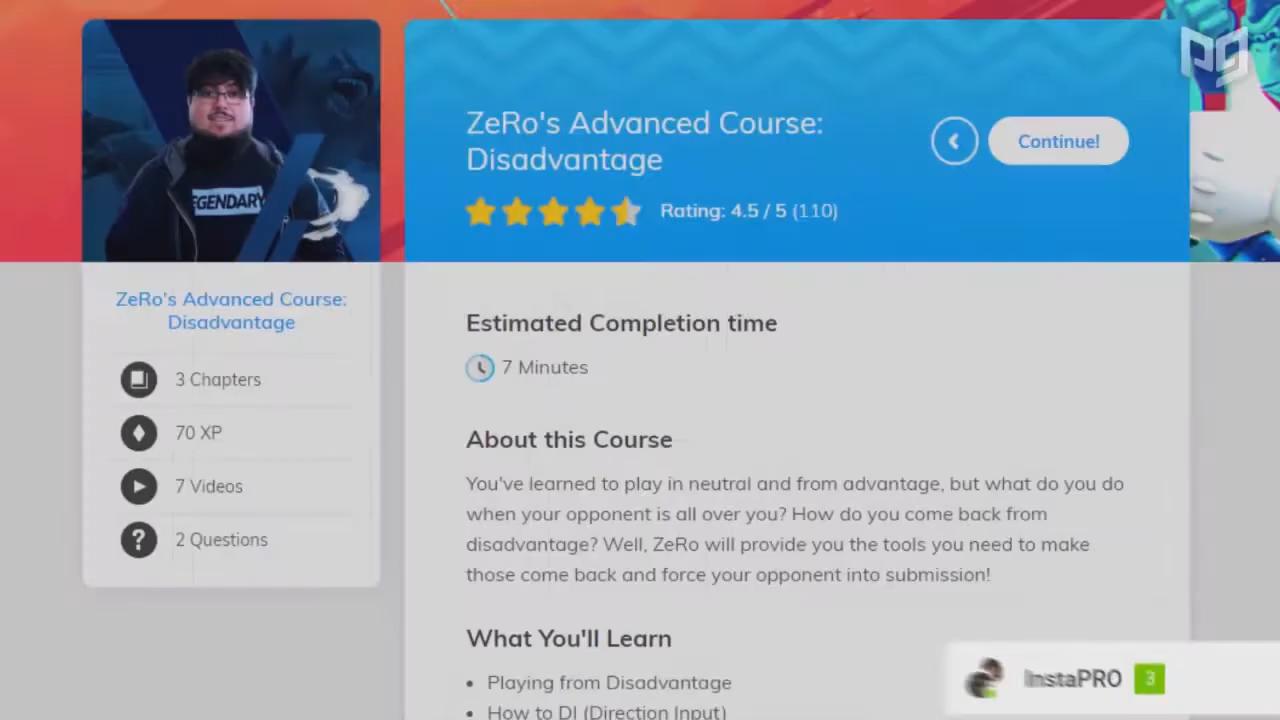 PG
EGENDARY
ZeRo's Advanced Course:
Disadvantage
Continue!
Rating: 4.5 / 5 (110)
ZeRo's Advanced Course:
Disadvantage
3 Chapters
70 XP
7 Videos
2 Questions
Estimated Completion time
7 Minutes
About this Course
You've learned to play in neutral and from advantage, but what do you do
when your opponent is all over you? How do you come back from
disadvantage? Well, ZeRo will provide you the tools you need to make
those come back and force your opponent into submission!
What You'll Learn
• Playing from Disadvantage
• How to DI (Direction Input)
InstaPRO 3